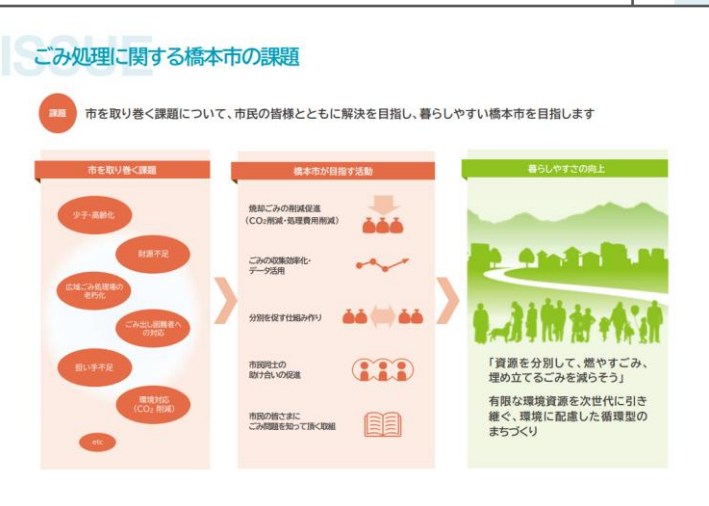 ISSUE
ごみ処理に関する橋本市の課題
課題
市を取り巻く課題について、市民の皆様とともに解決を目指し、暮らしやすい橋本市を目指します
市を取り巻く課題
少子・高齢化
財源不足
広域ごみ処理場の
老朽化
ごみ出し困難者へ
の対応
担い手不足
環境対応
(CO₂ 削減)
etc
橋本市が目指す活動
焼却ごみの削減促進
(CO₂削減・処理費用削減)
ごみの収集効率化・
データ活用
分別を促す仕組み作り
市民同士の
助け合いの促進
市民の皆さまに
ごみ問題を知って頂く取組
暮らしやすさの向上
「資源を分別して、燃やすごみ、
埋め立てるごみを減らそう」
有限な環境資源を次世代に引き
継ぐ、環境に配慮した循環型の
まちづくり